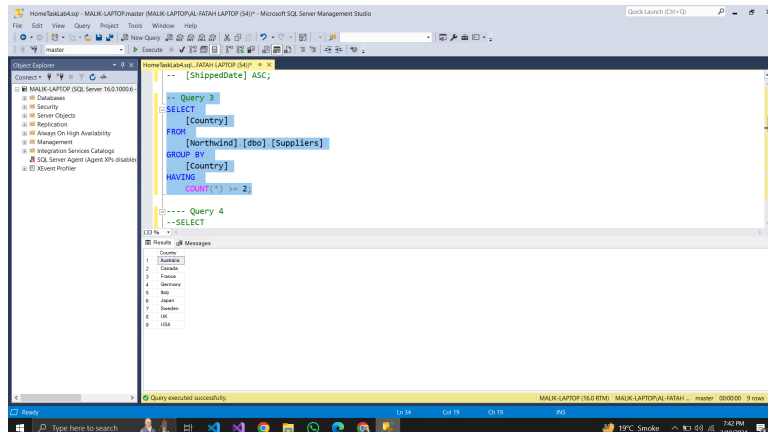 HomeTaskLab4.sql - MALIK-LAPTOP.master (MALIK-LAPTOP\AL-FATAH LAPTOP (54))* - Microsoft SQL Server Management Studio
Quick Launch (Ctrl+Q)
File Edit View Query Project Tools Window Help
New Query
master
Execute
Object Explorer
HomeTaskLab4.sql...FATAH LAPTOP (54))*
Connect
MALIK-LAPTOP (SQL Server 16.0.1000.6 -
Databases
Security
Server Objects
Replication
Always On High Availability
Management
Integration Services Catalogs
SQL Server Agent (Agent XPs disabled
XEvent Profiler
-- [ShippedDate] ASC;
-- Query 3
SELECT
[Country]
FROM
[Northwind].[dbo].[Suppliers]
GROUP BY
[Country]
HAVING
COUNT(*) >= 2;
---- Query 4
--SELECT
133 %
Results Messages
Country
1 Australia
2 Canada
3 France
4 Germany
5 Italy
6 Japan
7 Sweden
8 UK
9 USA
Query executed successfully.
MALIK-LAPTOP (16.0 RTM) MALIK-LAPTOP\AL-FATAH ... master 00:00:00 9 rows
Ready
Ln 34 Col 19 Ch 19 INS
Type here to search
19°C Smoke
7:42 PM